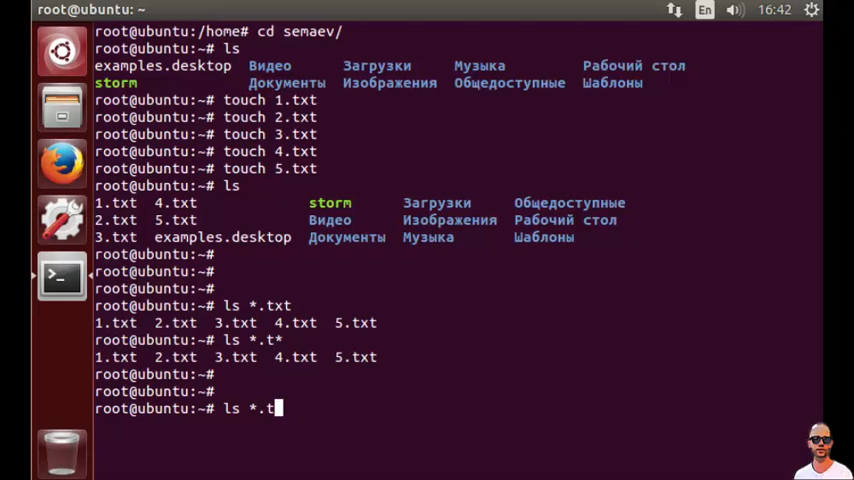 root@ubuntu: ~
En
16:42
root@ubuntu:/home# cd semaev/
root@ubuntu:~# ls
examples.desktop Видео Загрузки Музыка Рабочий стол
storm Документы Изображения Общедоступные Шаблоны
root@ubuntu:~# touch 1.txt
root@ubuntu:~# touch 2.txt
root@ubuntu:~# touch 3.txt
root@ubuntu:~# touch 4.txt
root@ubuntu:~# touch 5.txt
root@ubuntu:~# ls
1.txt 4.txt storm Загрузки Общедоступные
2.txt 5.txt Видео Изображения Рабочий стол
3.txt examples.desktop Документы Музыка Шаблоны
root@ubuntu:~#
root@ubuntu:~#
root@ubuntu:~#
root@ubuntu:~# ls *.txt
1.txt 2.txt 3.txt 4.txt 5.txt
root@ubuntu:~# ls *.t*
1.txt 2.txt 3.txt 4.txt 5.txt
root@ubuntu:~#
root@ubuntu:~#
root@ubuntu:~# ls *.t